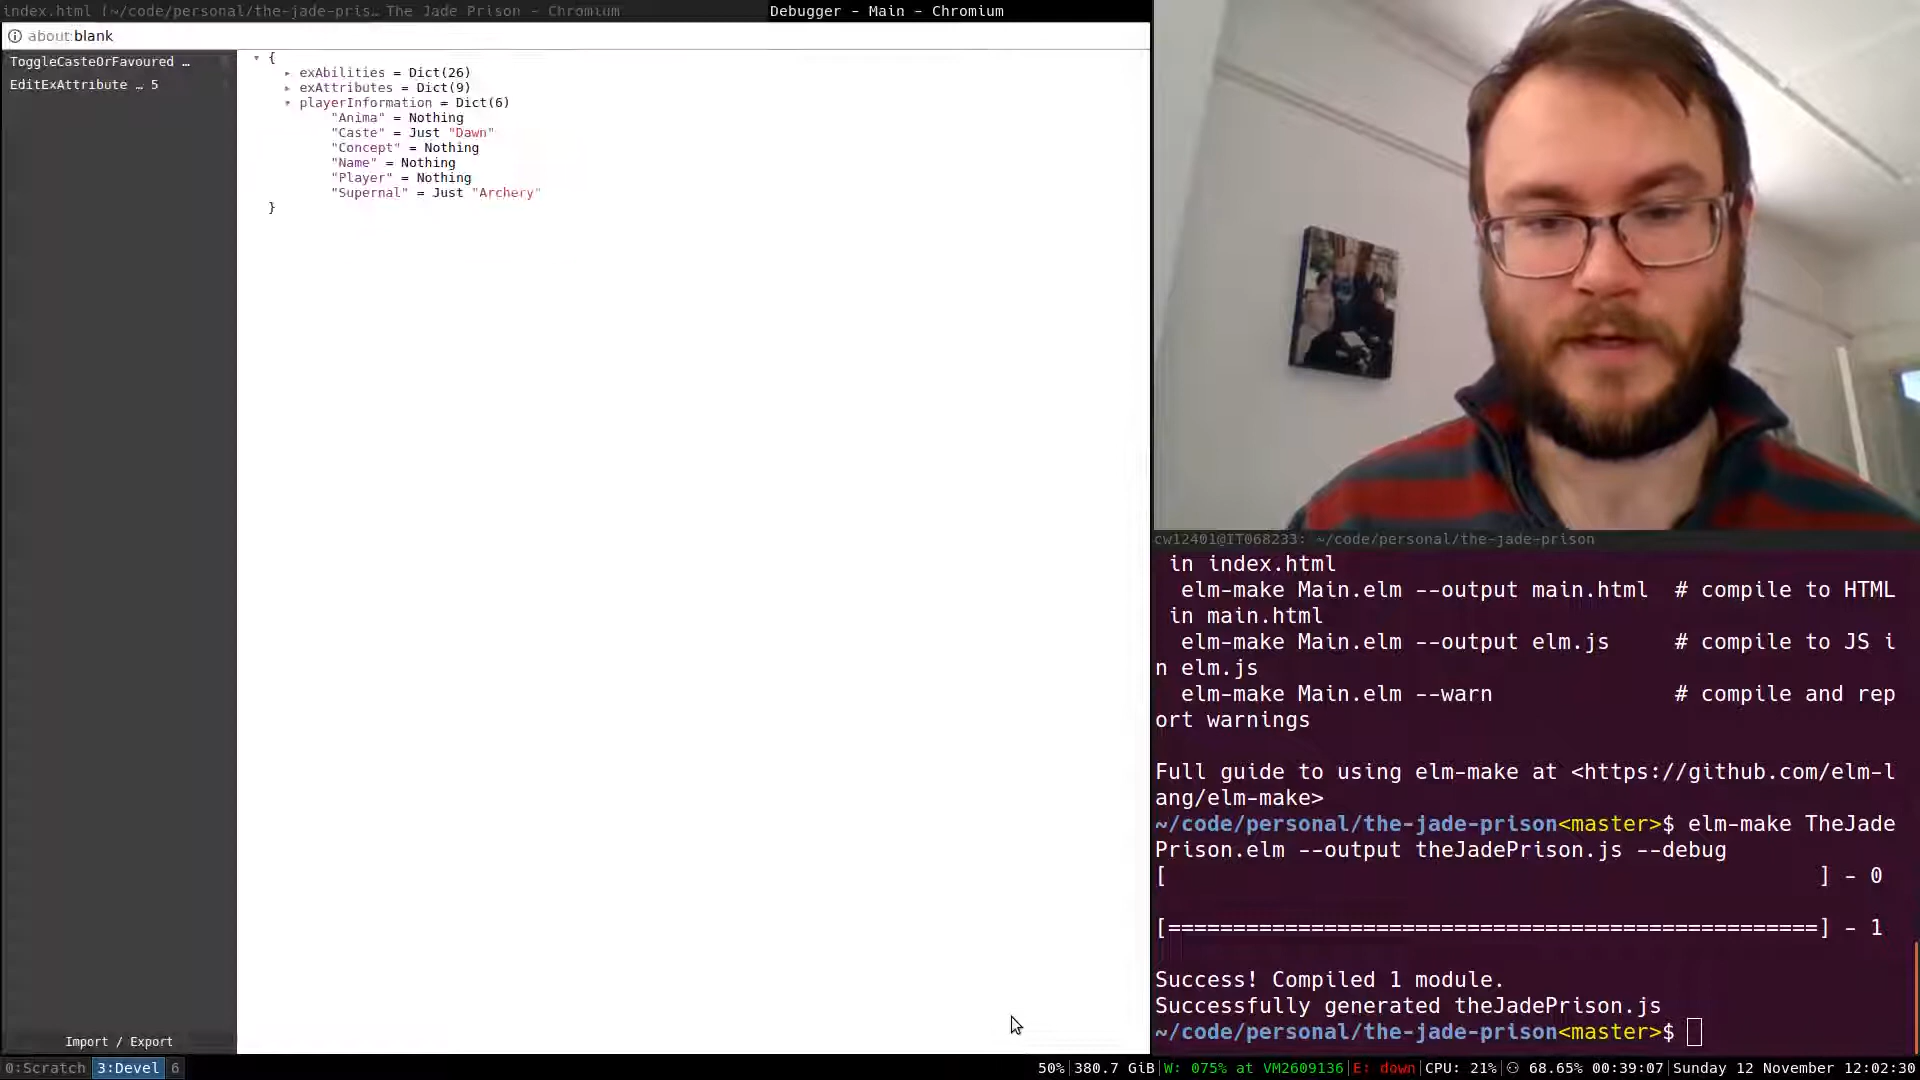 index.html [~/code/personal/the-jade-pris… The Jade Prison - Chromium
Debugger - Main - Chromium
about:blank
ToggleCasteOrFavoured …
EditExAttribute … 5
{
exAbilities = Dict(26)
exAttributes = Dict(9)
playerInformation = Dict(6)
"Anima" = Nothing
"Caste" = Just "Dawn"
"Concept" = Nothing
"Name" = Nothing
"Player" = Nothing
"Supernal" = Just "Archery"
}
Import / Export
cw12401@IT068233: ~/code/personal/the-jade-prison
in index.html
elm-make Main.elm --output main.html # compile to HTML
in main.html
elm-make Main.elm --output elm.js # compile to JS i
n elm.js
elm-make Main.elm --warn # compile and rep
ort warnings
Full guide to using elm-make at <https://github.com/elm-l
ang/elm-make>
~/code/personal/the-jade-prison<master>$ elm-make TheJade
Prison.elm --output theJadePrison.js --debug
[ ] - 0
[==================================================] - 1
Success! Compiled 1 module.
Successfully generated theJadePrison.js
~/code/personal/the-jade-prison<master>$
0:Scratch 3:Devel 6
50%|380.7 GiB|W: 075% at VM2609136|E: down|CPU: 21%|⚇ 68.65% 00:39:07|Sunday 12 November 12:02:30